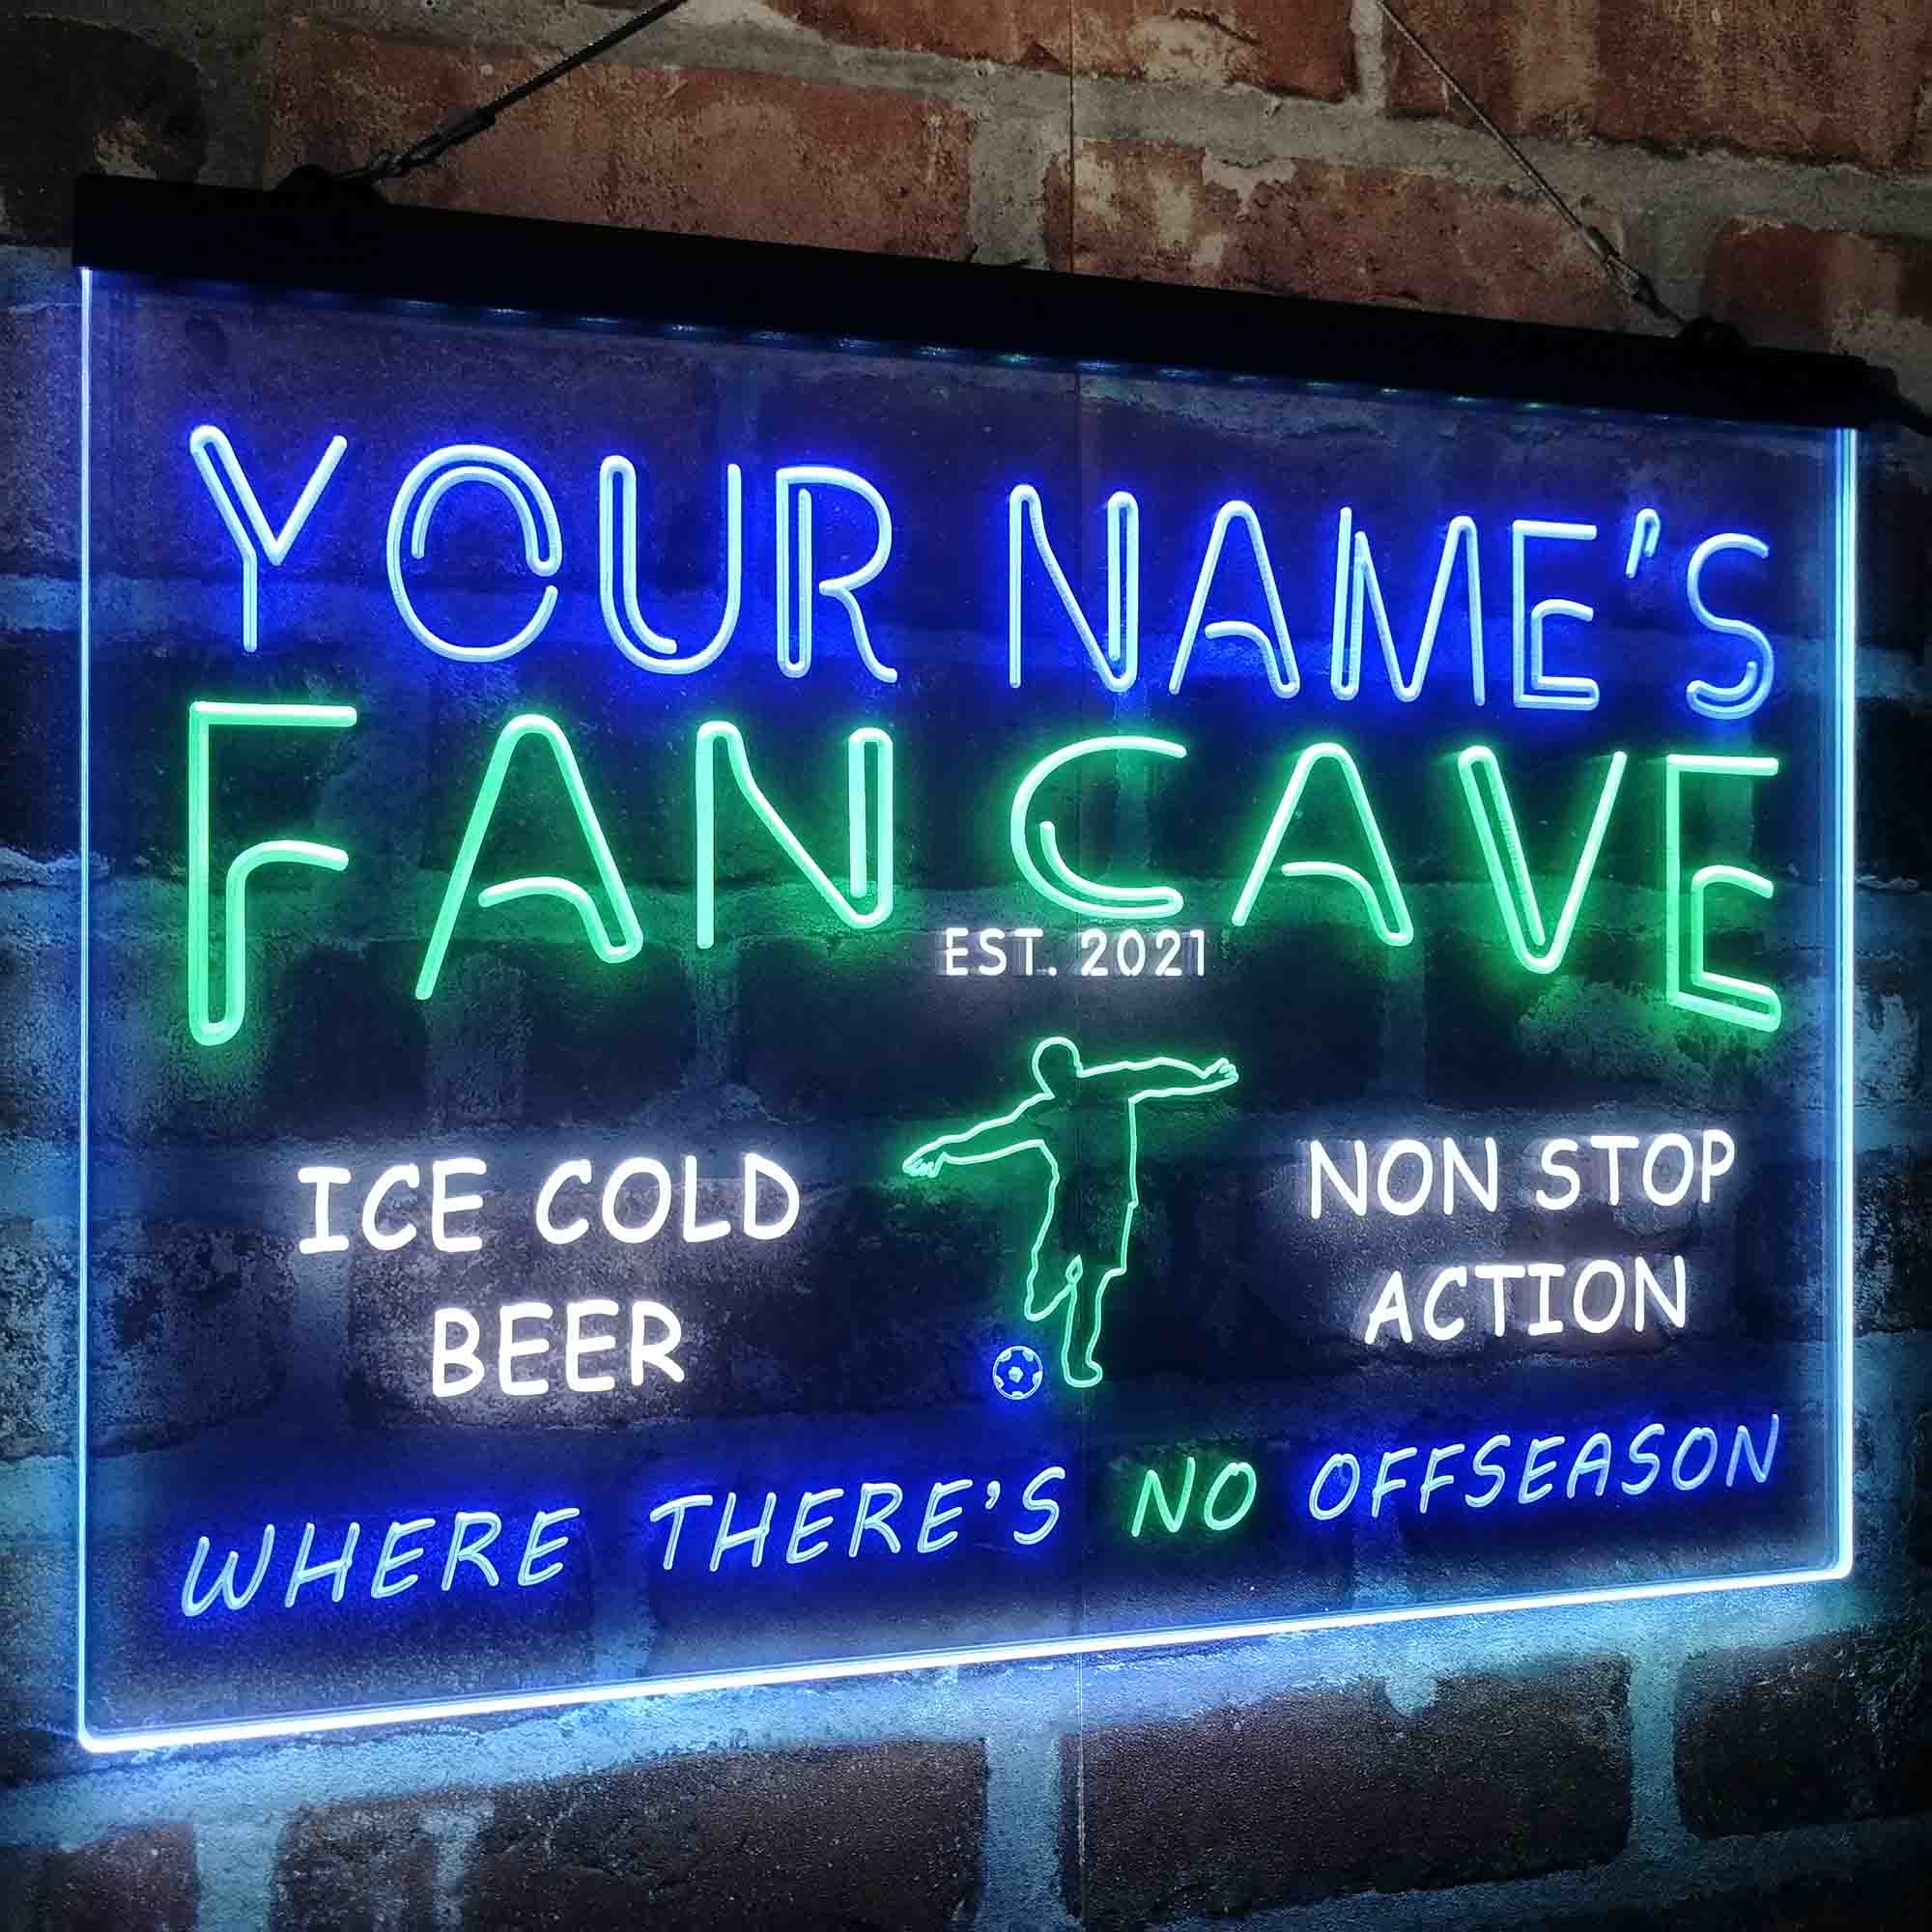 YOUR NAME'S
FAN CAVE
EST. 2021
ICE COLD
BEER
NON STOP
ACTION
WHERE THERE'S NO OFFSEASON